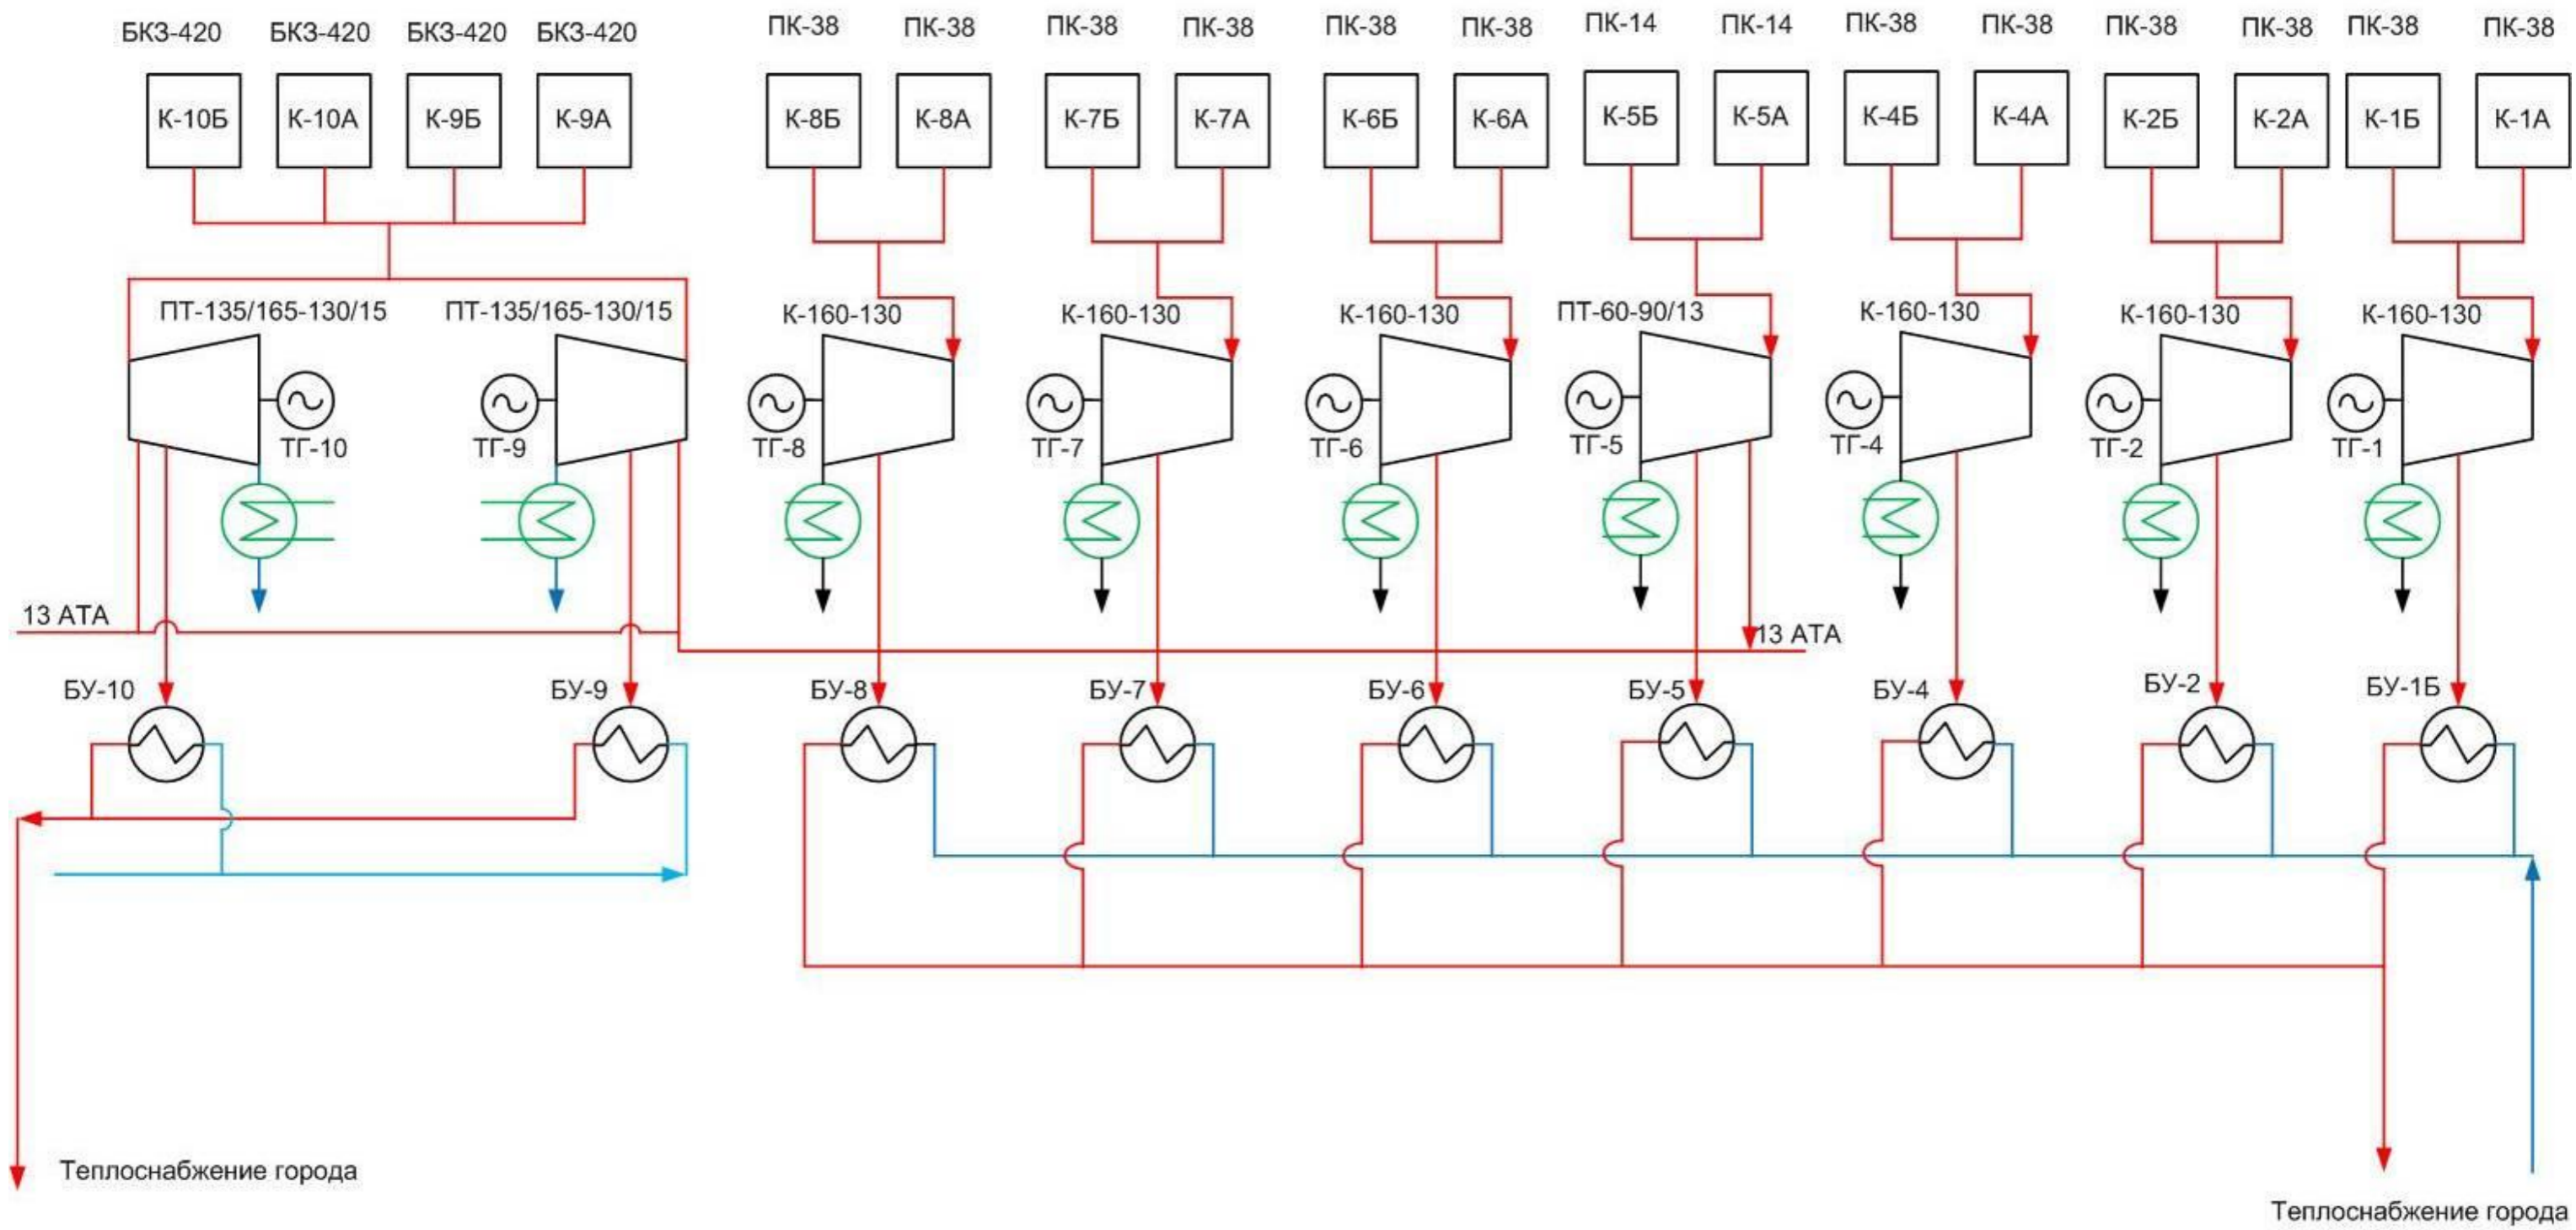 БКЗ-420 БКЗ-420 БКЗ-420 БКЗ-420 ПК-38 ПК-38 ПК-38 ПК-38 ПК-38 ПК-38 ПК-14 ПК-14 ПК-38 ПК-38 ПК-38 ПК-38 ПК-38 ПК-38
К-10Б К-10А К-9Б К-9А К-8Б К-8А К-7Б К-7А К-6Б К-6А К-5Б К-5А К-4Б К-4А К-2Б К-2А К-1Б К-1А
ПТ-135/165-130/15 ПТ-135/165-130/15 К-160-130 К-160-130 К-160-130 ПТ-60-90/13 К-160-130 К-160-130 К-160-130
ТГ-10 ТГ-9 ТГ-8 ТГ-7 ТГ-6 ТГ-5 ТГ-4 ТГ-2 ТГ-1
13 АТА
13 АТА
БУ-10 БУ-9 БУ-8 БУ-7 БУ-6 БУ-5 БУ-4 БУ-2 БУ-1Б
Теплоснабжение города
Теплоснабжение города